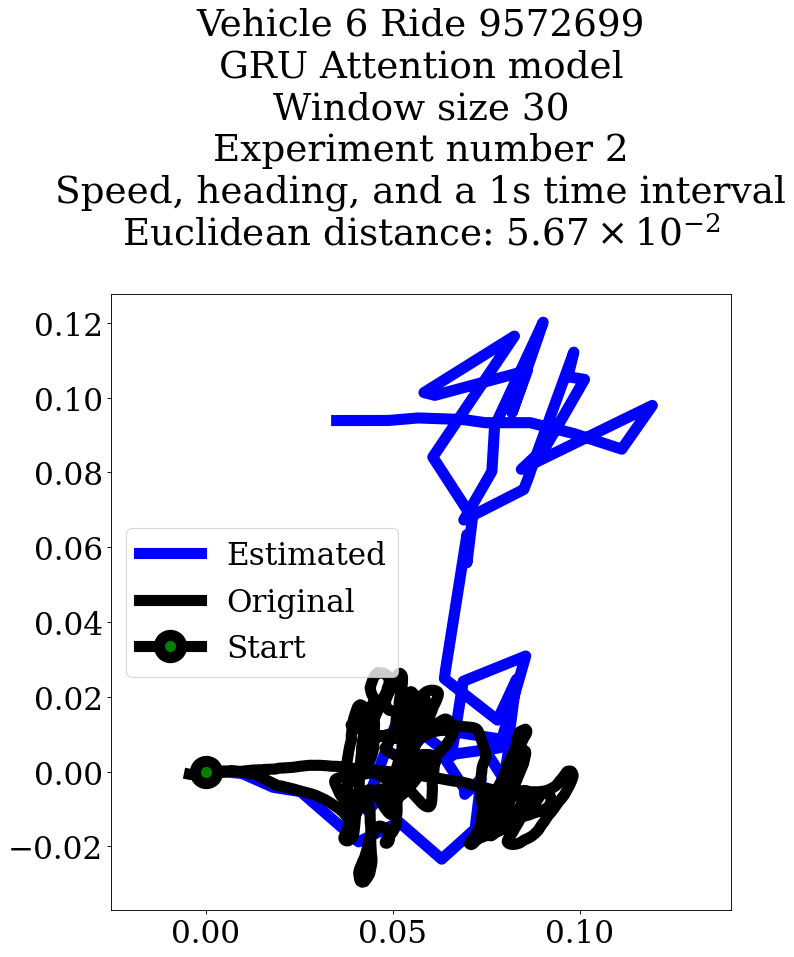 Vehicle 6 Ride 9572699
GRU Attention model
Window size 30
Experiment number 2
Speed, heading, and a 1s time interval
Euclidean distance: 5.67 × 10⁻²
0.12
0.10
0.08
0.06
0.04
0.02
0.00
−0.02
Estimated
Original
Start
0.00 0.05 0.10